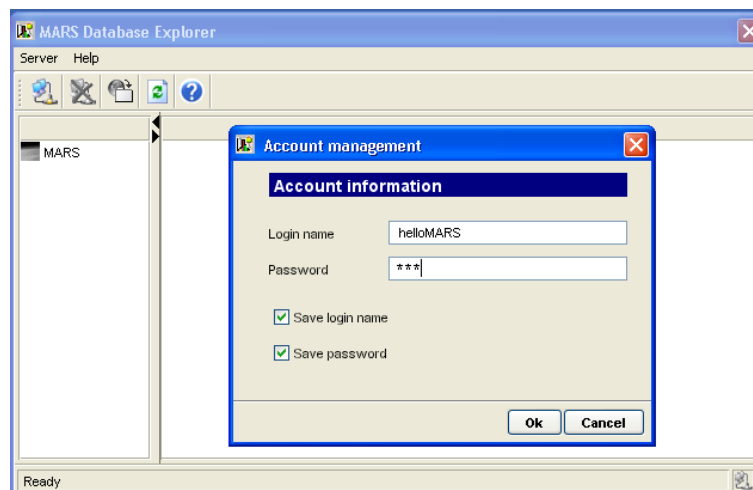 MARS Database Explorer
Server Help
MARS
Account management
Account information
Login name helloMARS
Password ***
Save login name
Save password
Ok Cancel
Ready